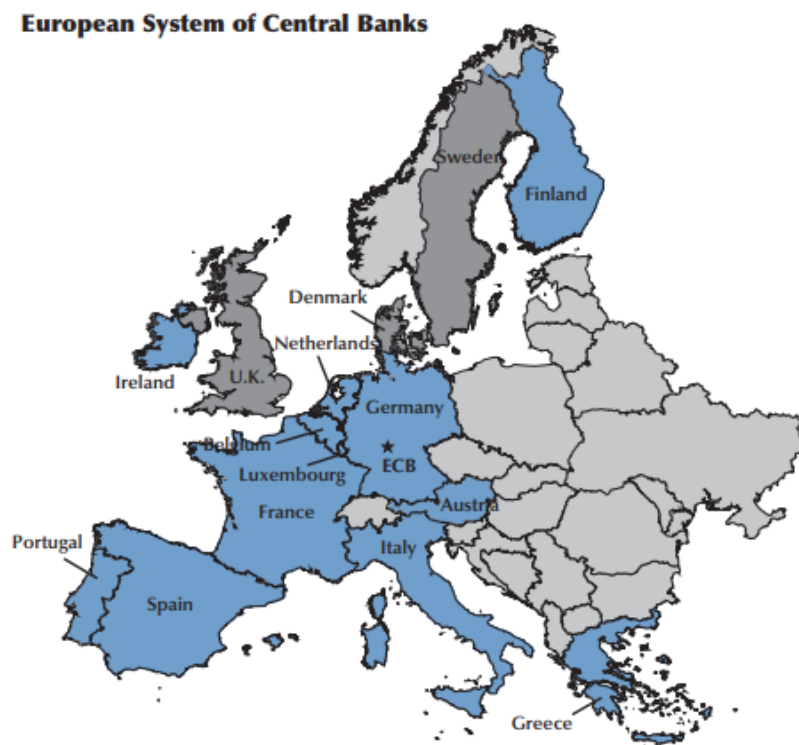 European System of Central Banks
Sweden
Finland
Denmark
Netherlands
Ireland
U.K.
Germany
Belgium
ECB
Luxembourg
Austria
France
Portugal
Italy
Spain
Greece